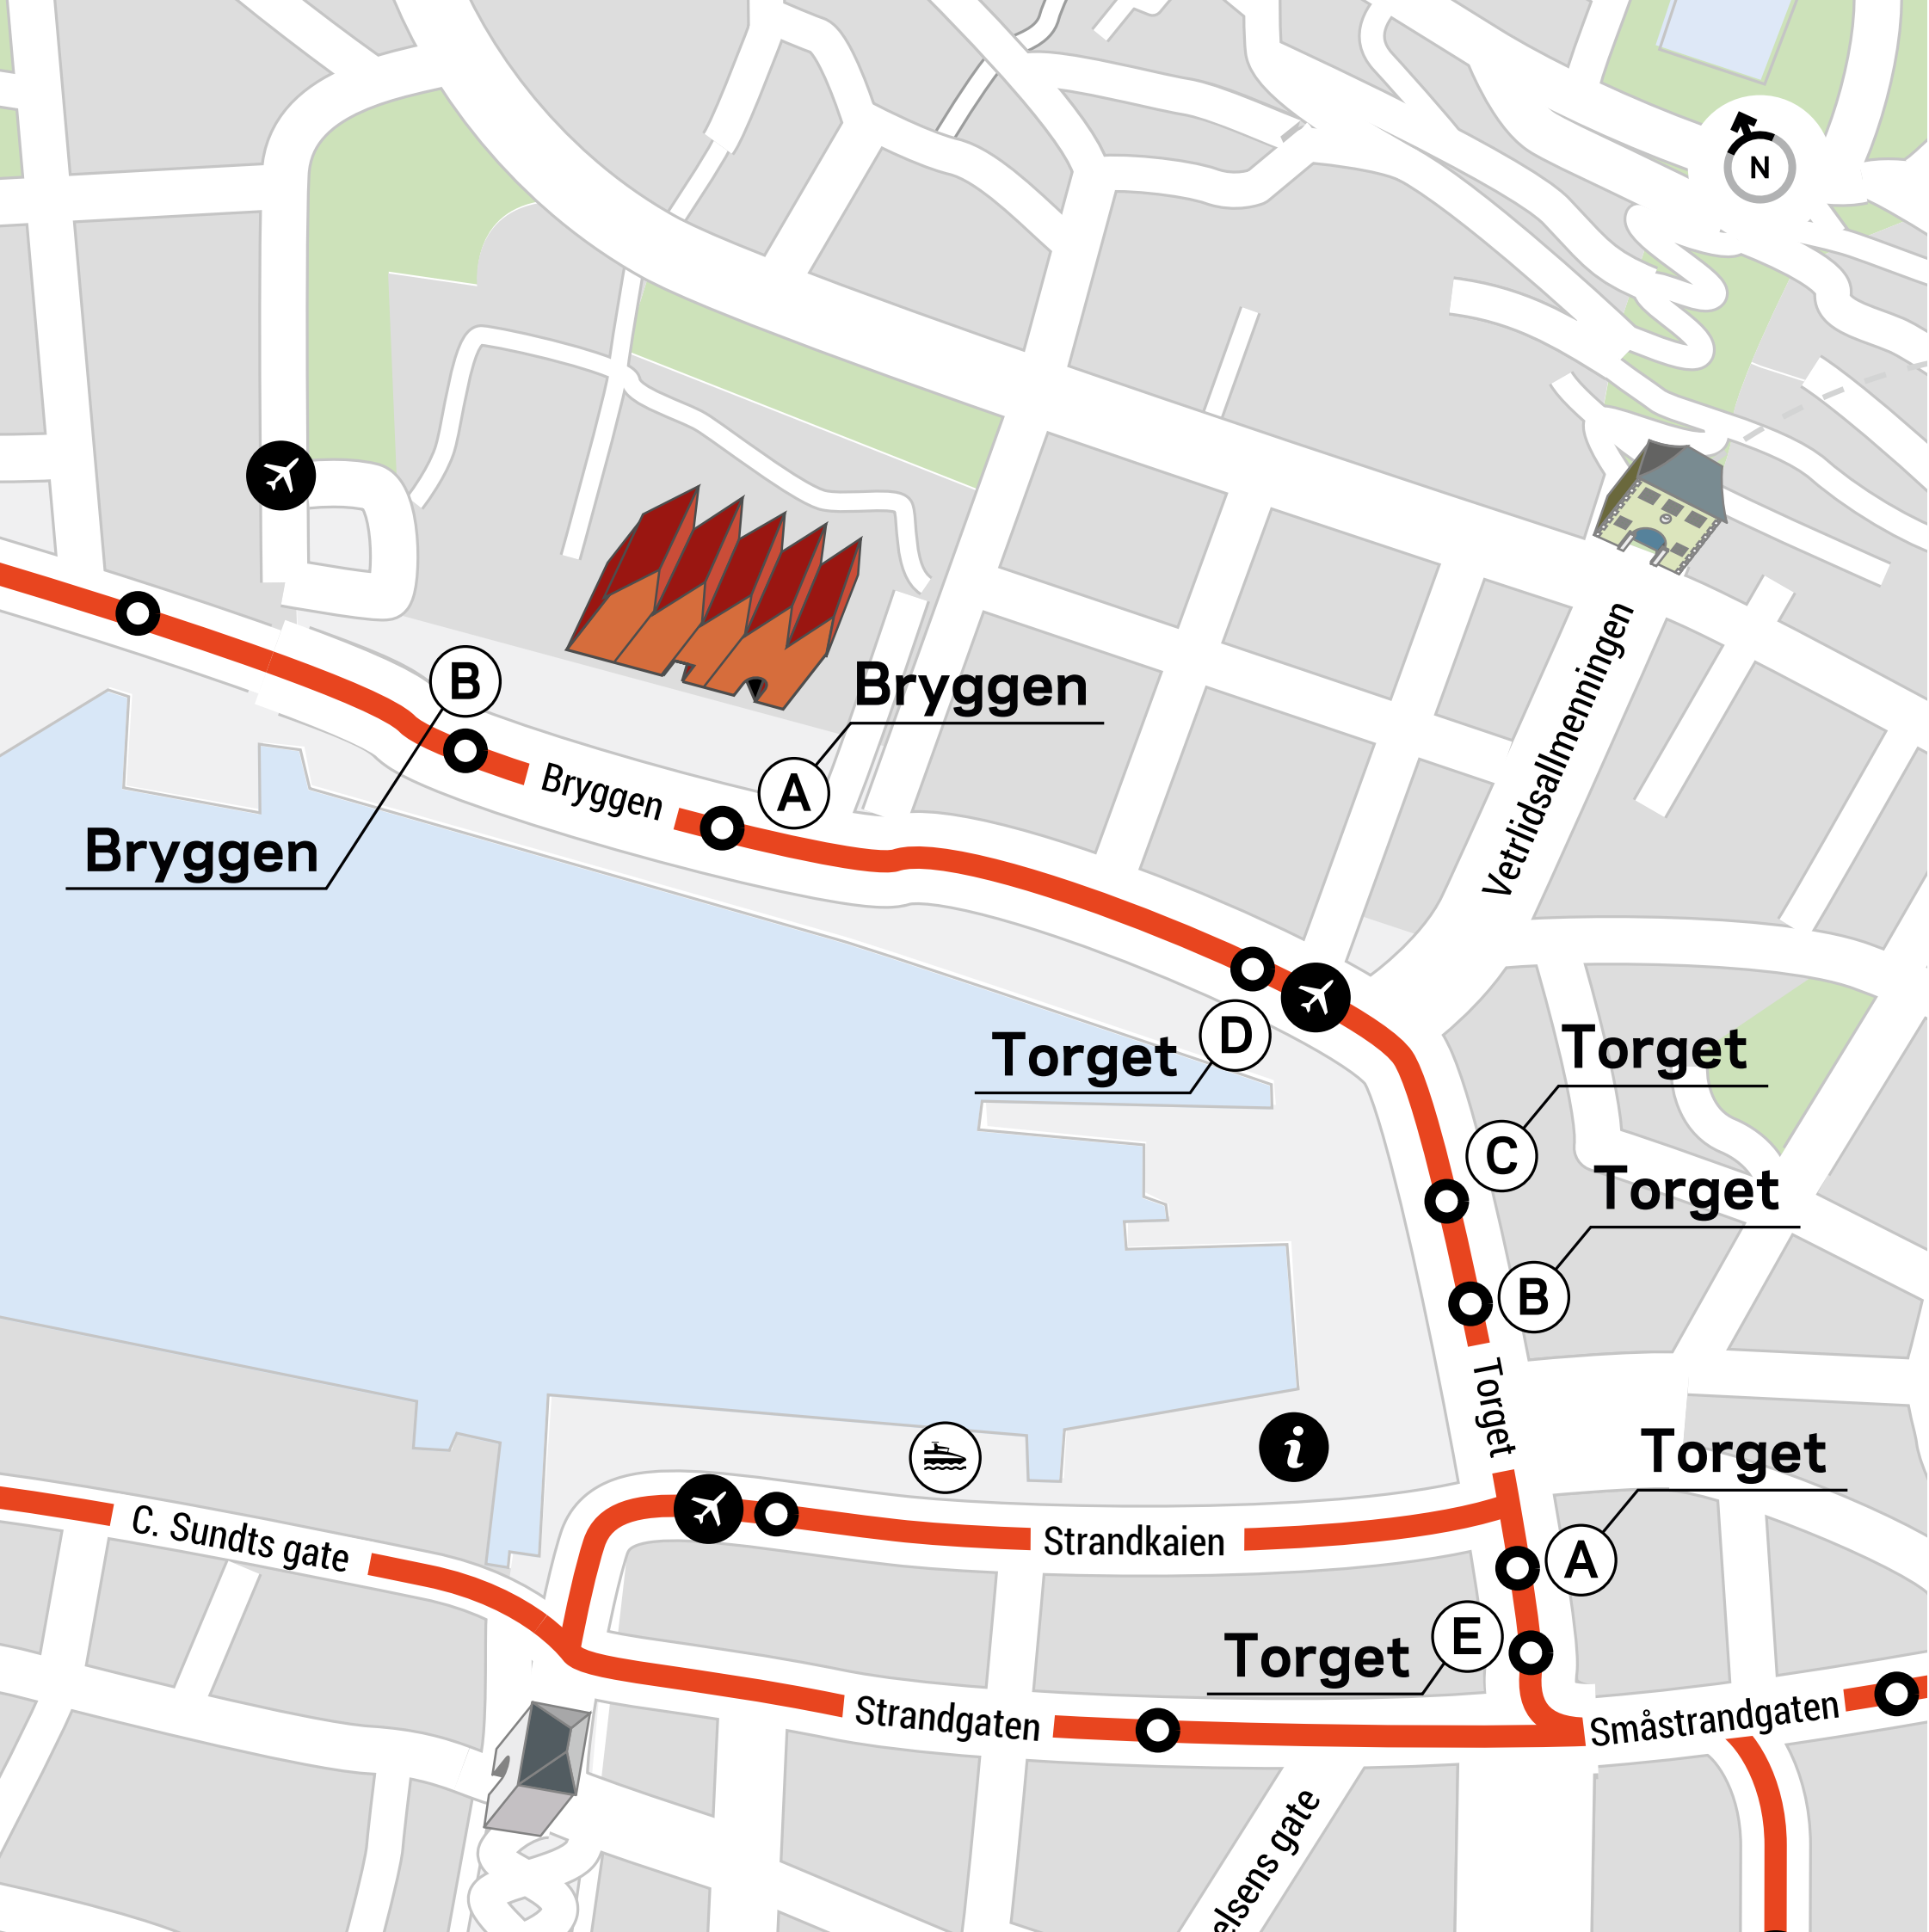 N
Vetrlidsallmenningen
B
Bryggen
Bryggen
A
Bryggen
D
Torget
Torget
C
Torget
B
Torget
Torget
A
i
C. Sundts gate
Strandkaien
E
Torget
Strandgaten
Småstrandgaten
elsens gate